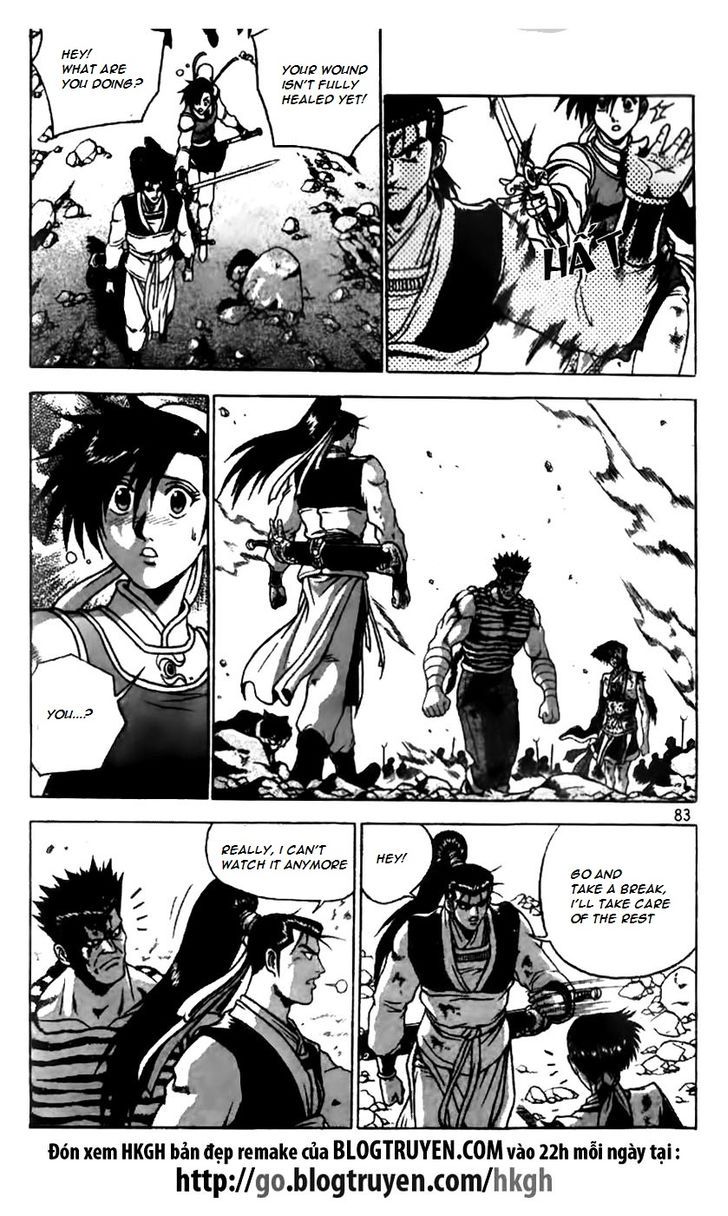 HEY!
WHAT ARE
YOU DOING?
YOUR WOUND
ISN'T FULLY
HEALED YET!
HẤT
YOU...?
83
REALLY, I CAN'T
WATCH IT ANYMORE
HEY!
GO AND
TAKE A BREAK,
I'LL TAKE CARE
OF THE REST
Đón xem HKGH bản đẹp remake của BLOGTRUYEN.COM vào 22h mỗi ngày tại :
http://go.blogtruyen.com/hkgh